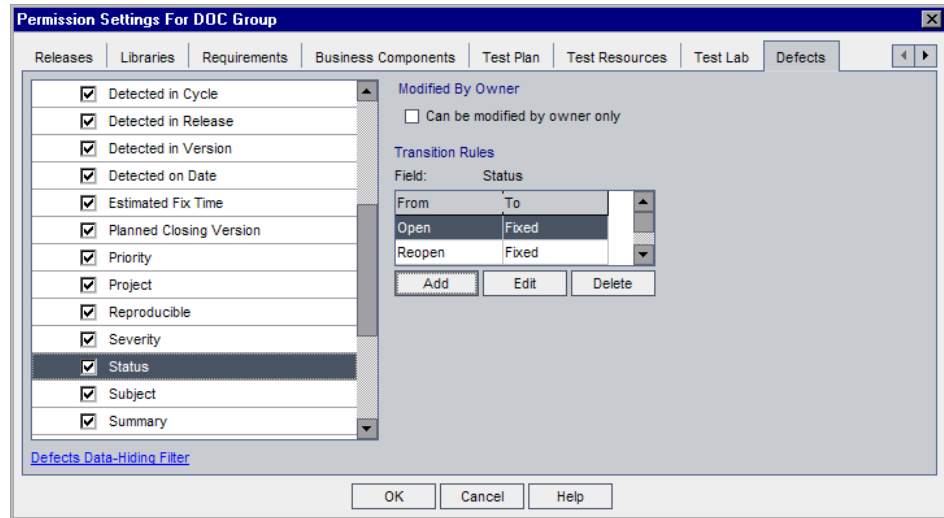 Permission Settings For DOC Group
Releases Libraries Requirements Business Components Test Plan Test Resources Test Lab Defects
Detected in Cycle
Detected in Release
Detected in Version
Detected on Date
Estimated Fix Time
Planned Closing Version
Priority
Project
Reproducible
Severity
Status
Subject
Summary
Defects Data-Hiding Filter
Modified By Owner
Can be modified by owner only
Transition Rules
Field: Status
From To
Open Fixed
Reopen Fixed
Add Edit Delete
OK Cancel Help